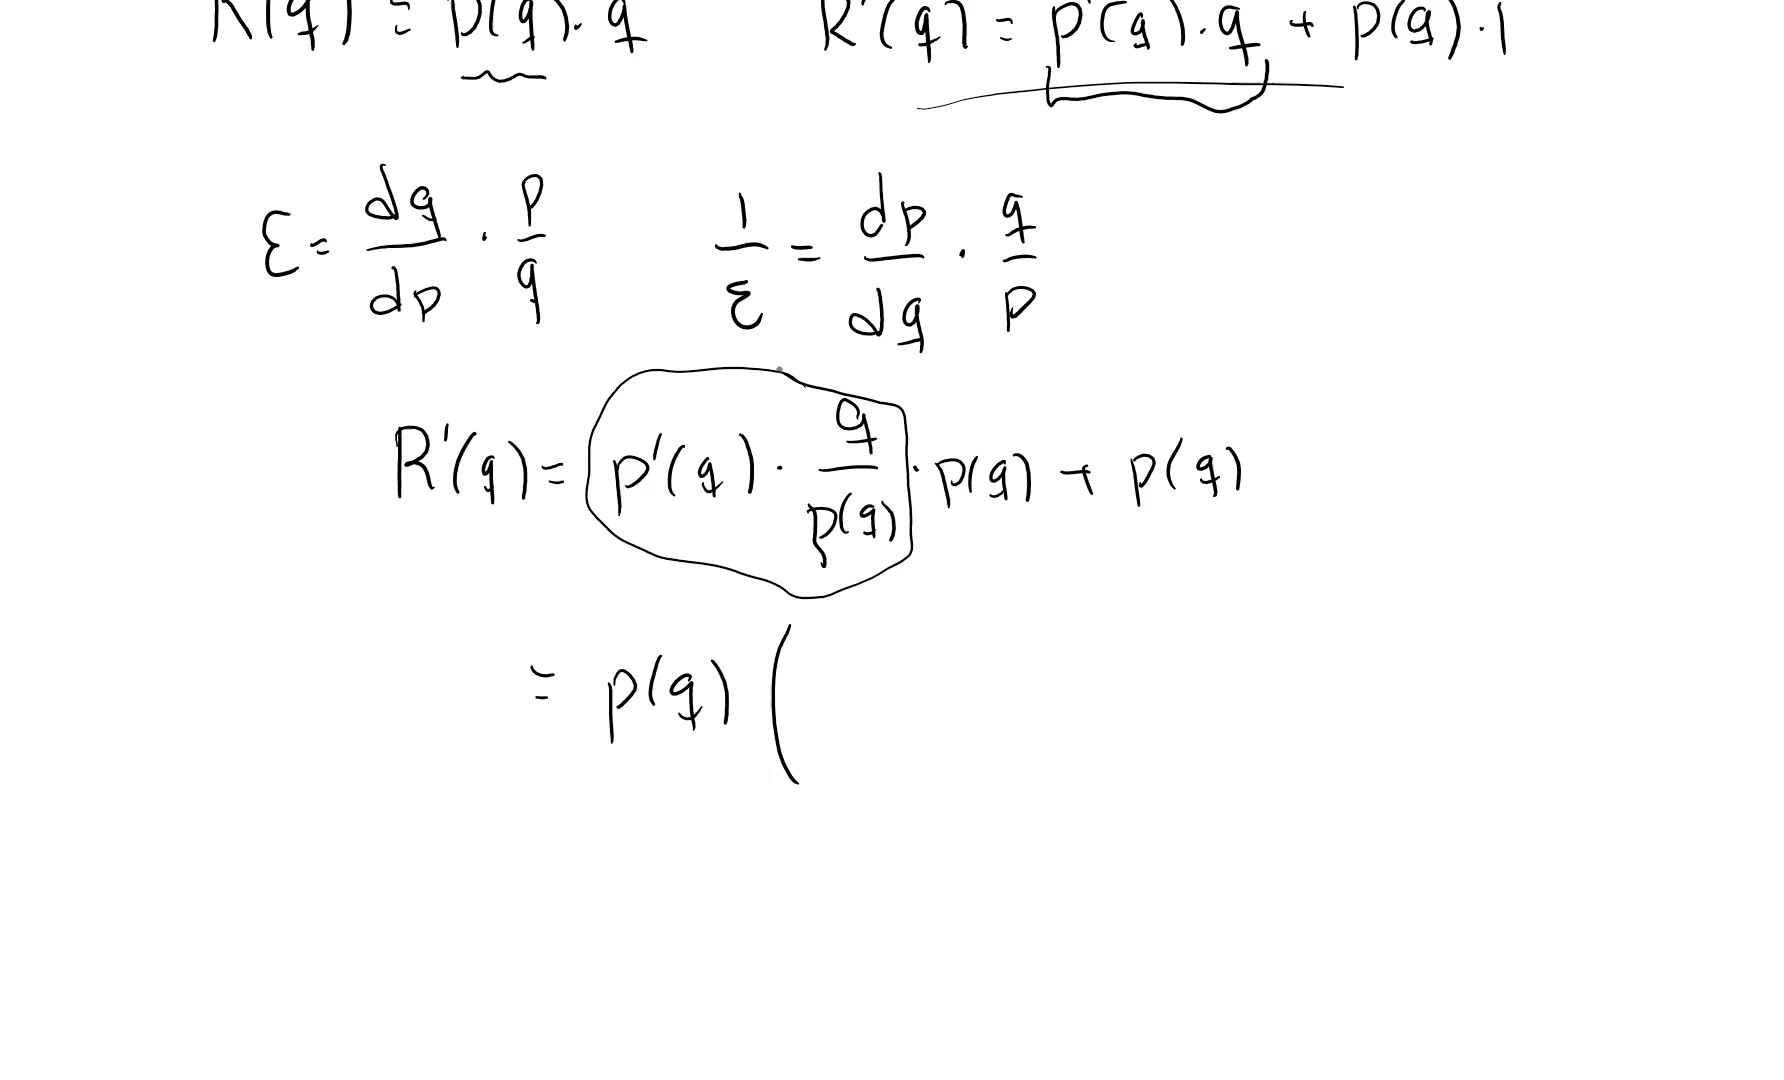 R(q) = p(q) · q R'(q) = p'(q) · q + p(q) · 1
ε = dq/dp · p/q 1/ε = dp/dq · q/p
R'(q) = p'(q) · q/p(q) · p(q) + p(q)
= p(q) (